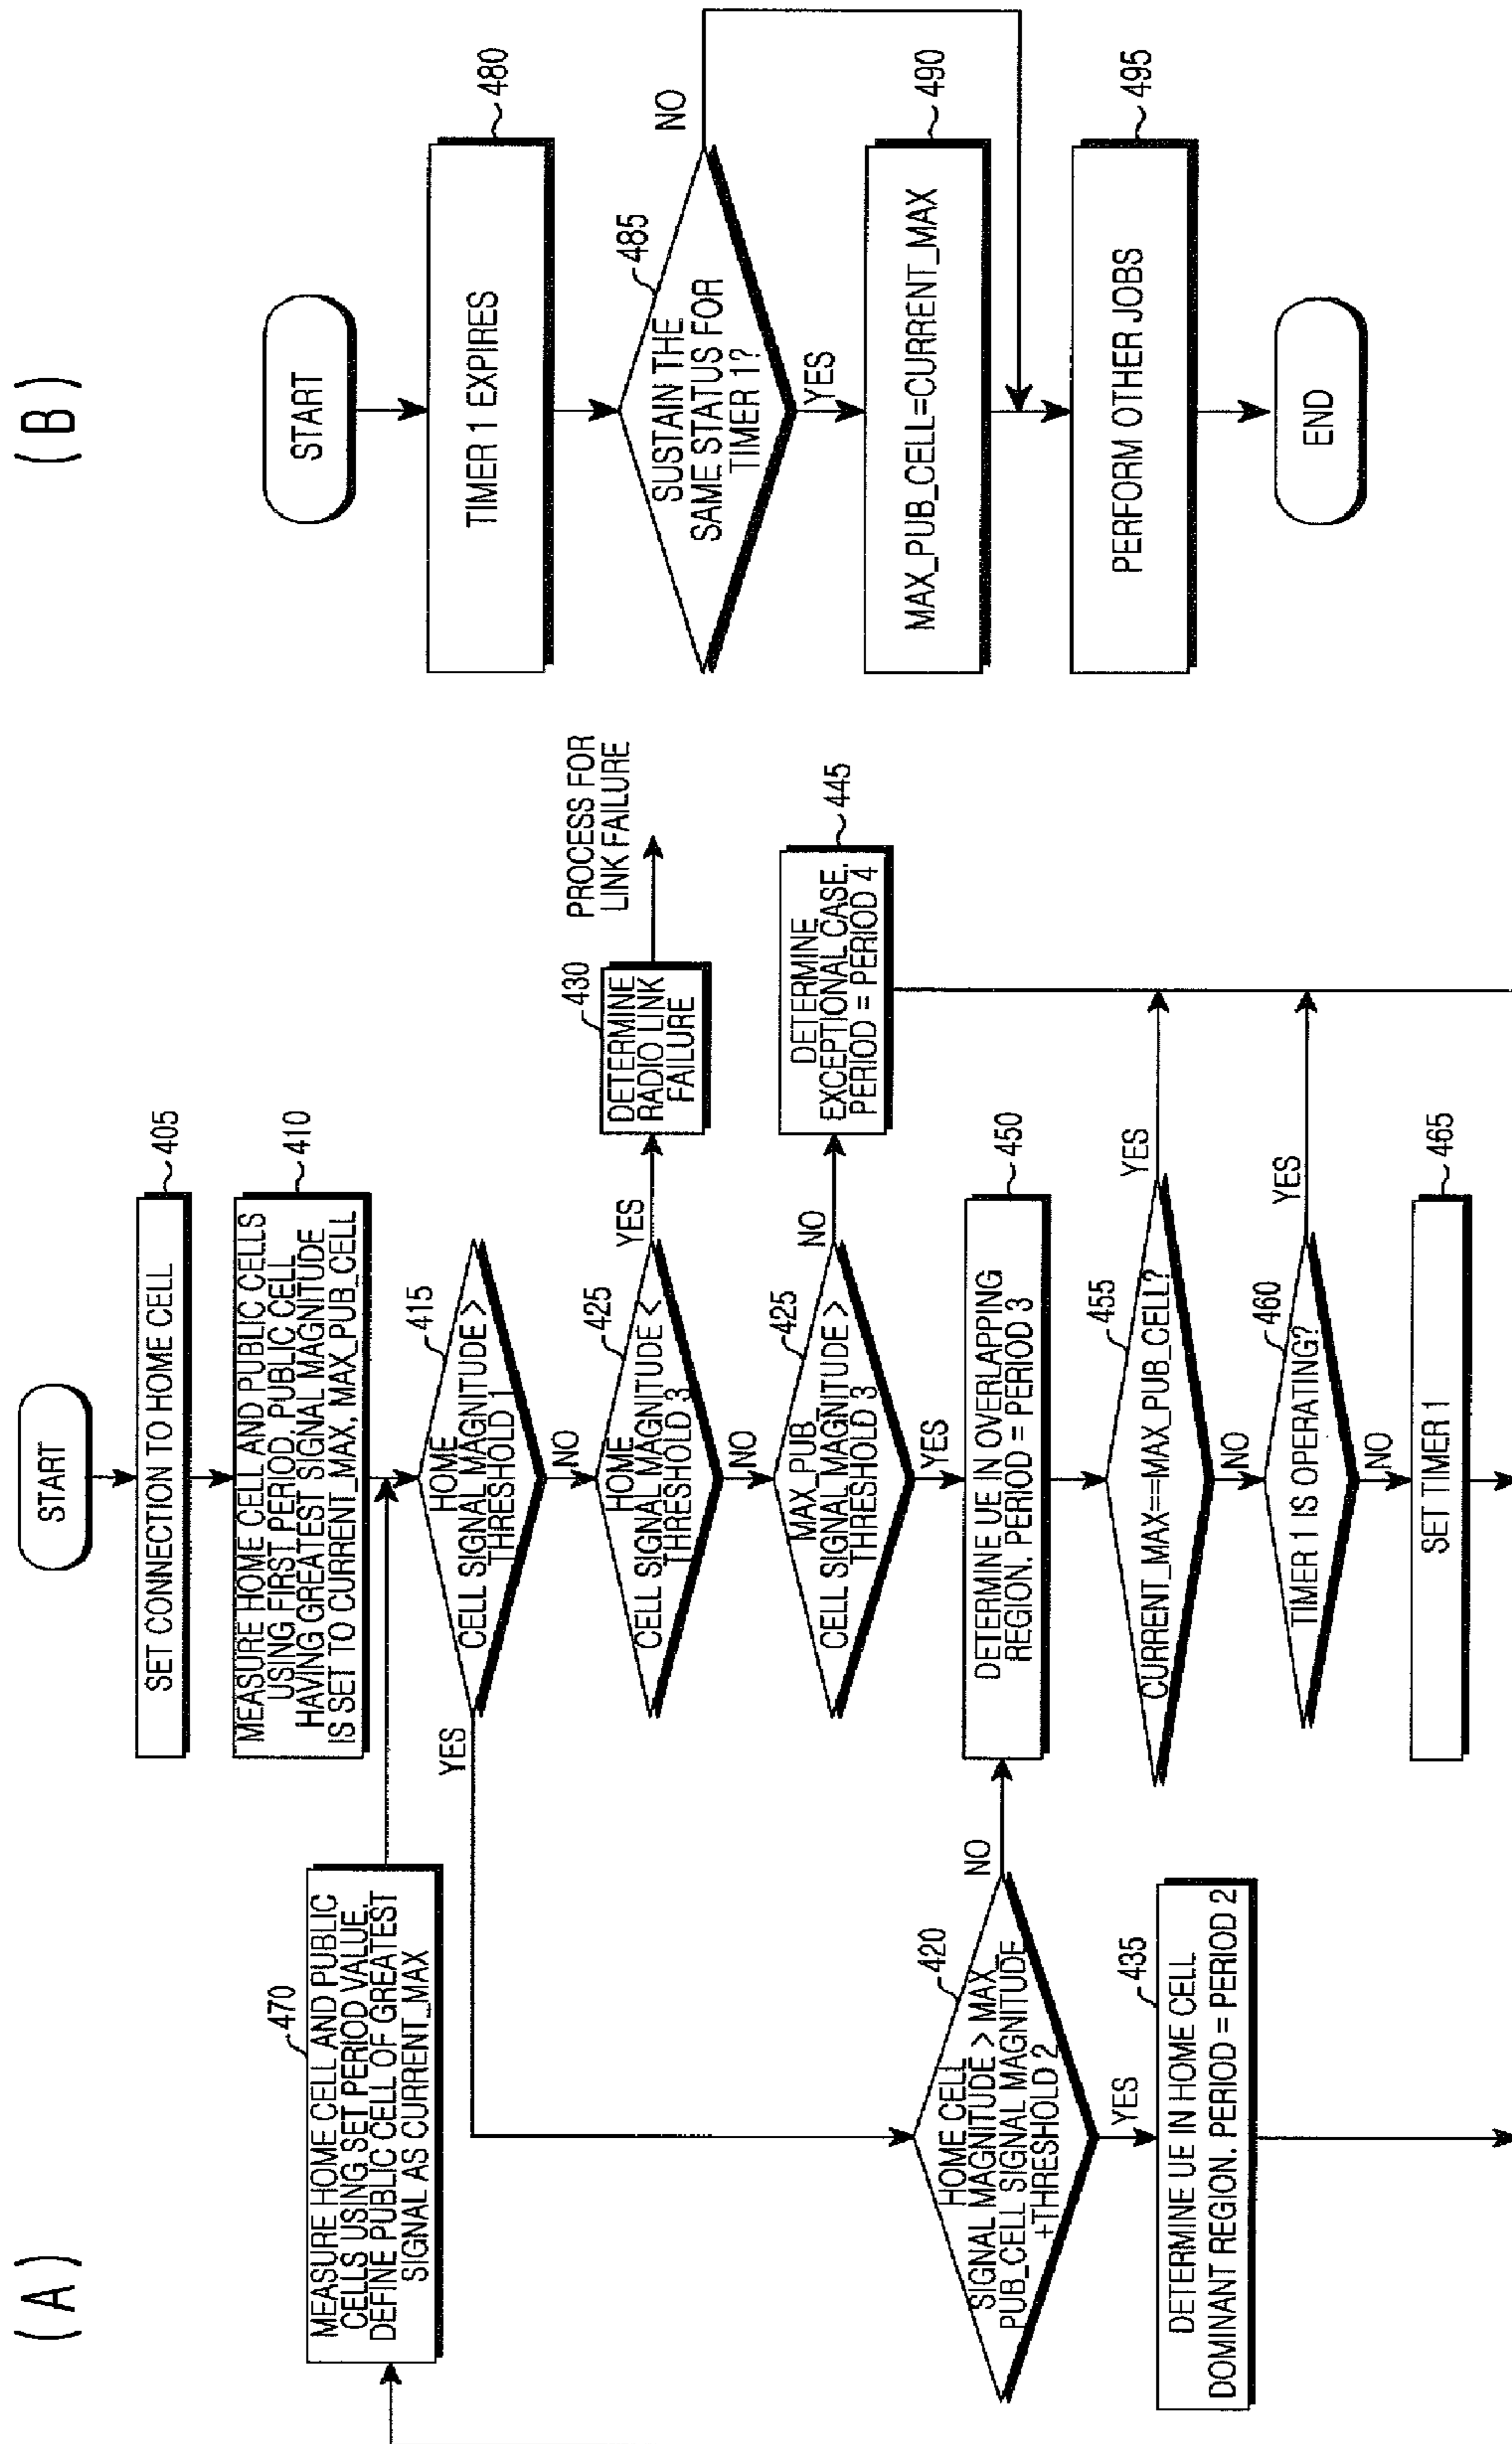 (A)
START
SET CONNECTION TO HOME CELL
405
MEASURE HOME CELL AND PUBLIC CELLS
USING FIRST PERIOD. PUBLIC CELL
HAVING GREATEST SIGNAL MAGNITUDE
IS SET TO CURRENT_MAX, MAX_PUB_CELL
410
470
MEASURE HOME CELL AND PUBLIC
CELLS USING SET PERIOD VALUE.
DEFINE PUBLIC CELL OF GREATEST
SIGNAL AS CURRENT_MAX
415
HOME
CELL SIGNAL MAGNITUDE >
THRESHOLD 1
YES
NO
425
HOME
CELL SIGNAL MAGNITUDE <
THRESHOLD 3
YES
NO
430
DETERMINE
RADIO LINK
FAILURE
PROCESS FOR
LINK FAILURE
425
MAX_PUB_
CELL SIGNAL MAGNITUDE >
THRESHOLD 3
NO
YES
445
DETERMINE
EXCEPTIONAL CASE.
PERIOD = PERIOD 4
420
HOME CELL
SIGNAL MAGNITUDE > MAX_
PUB_CELL SIGNAL MAGNITUDE
+THRESHOLD 2
NO
YES
450
DETERMINE UE IN OVERLAPPING
REGION. PERIOD = PERIOD 3
435
DETERMINE UE IN HOME CELL
DOMINANT REGION. PERIOD = PERIOD 2
455
CURRENT_MAX==MAX_PUB_CELL?
YES
NO
460
TIMER 1 IS OPERATING?
YES
NO
465
SET TIMER 1
(B)
START
TIMER 1 EXPIRES
480
485
SUSTAIN THE
SAME STATUS FOR
TIMER 1?
NO
YES
MAX_PUB_CELL=CURRENT_MAX
490
PERFORM OTHER JOBS
495
END